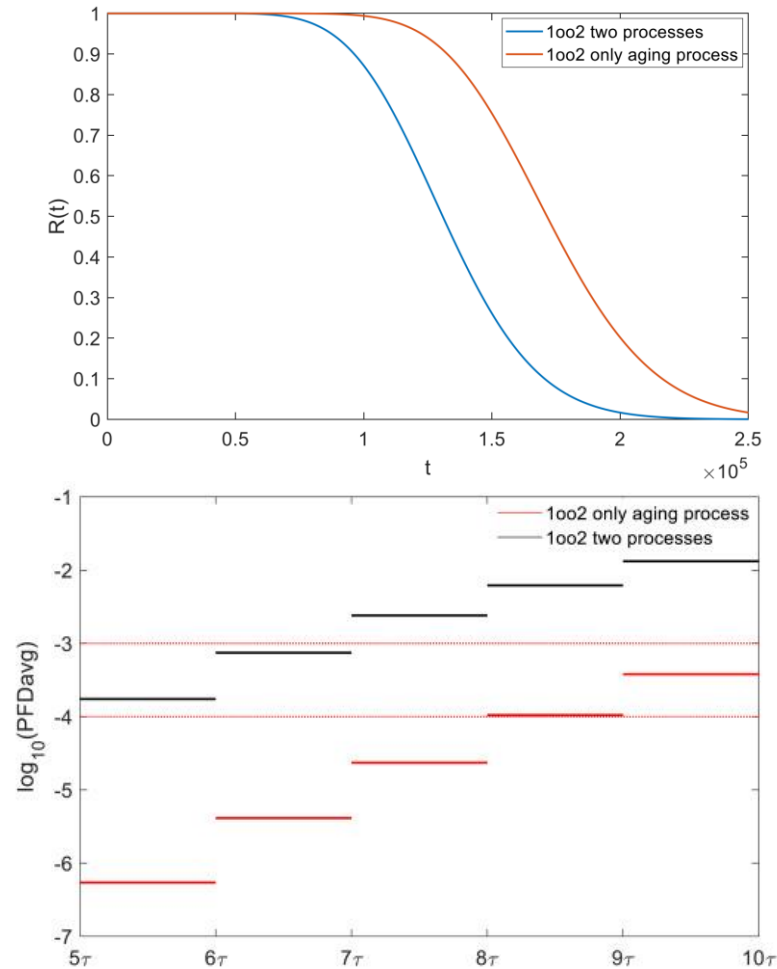 1
0.9
0.8
0.7
0.6
0.5
0.4
0.3
0.2
0.1
0
R(t)
1oo2 two processes
1oo2 only aging process
0 0.5 1 1.5 2 2.5
t
×10⁵
-1
-2
-3
-4
-5
-6
-7
log₁₀(PFDavg)
1oo2 only aging process
1oo2 two processes
5τ 6τ 7τ 8τ 9τ 10τ